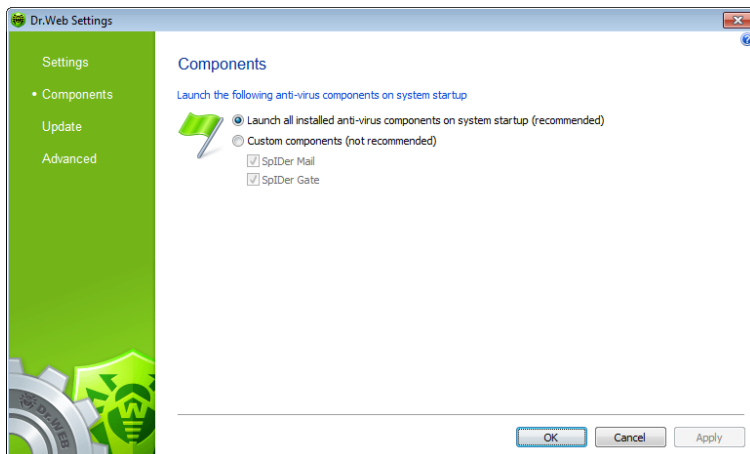 Dr.Web Settings
Settings
• Components
Update
Advanced
Components
Launch the following anti-virus components on system startup
Launch all installed anti-virus components on system startup (recommended)
Custom components (not recommended)
SpIDer Mail
SpIDer Gate
Dr.WEB
OK
Cancel
Apply